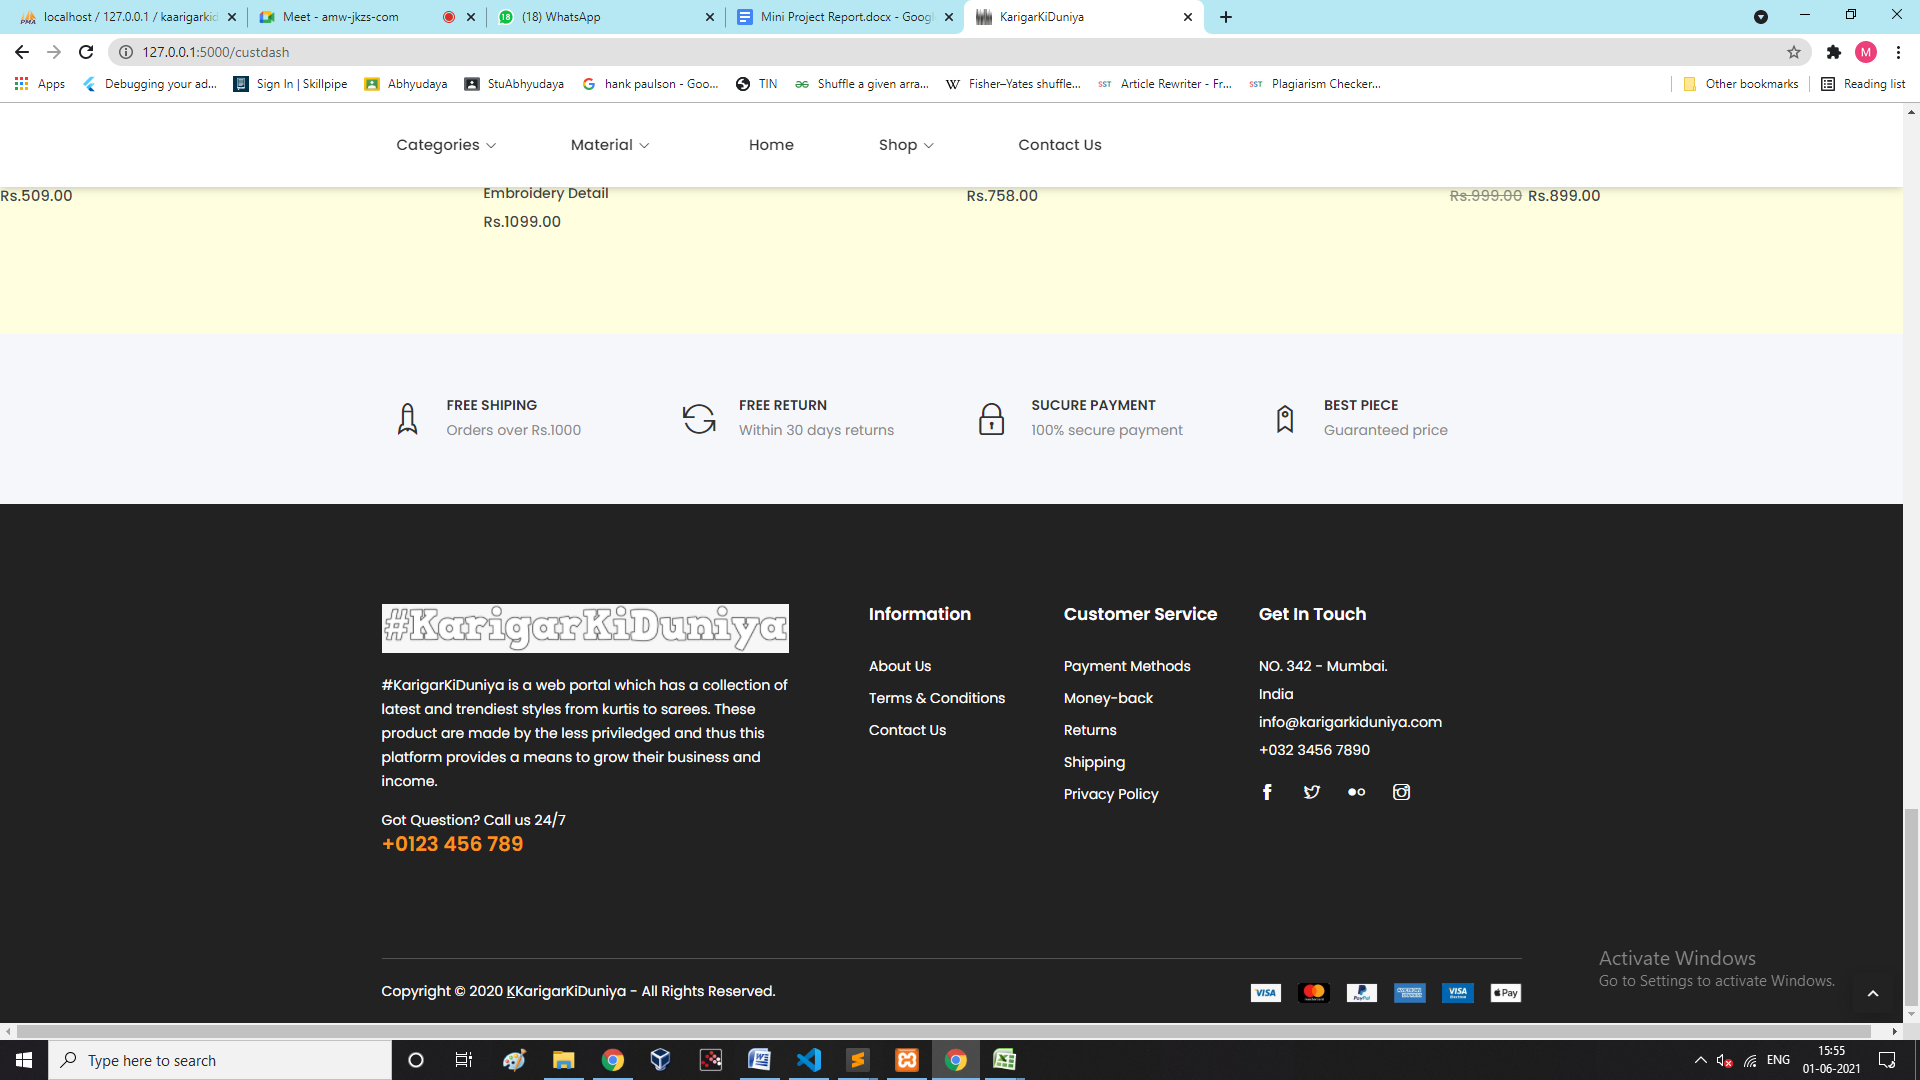 localhost / 127.0.0.1 / kaarigarkid
Meet - amw-jkzs-com
(18) WhatsApp
Mini Project Report.docx - Googl
KarigarKiDuniya
127.0.0.1:5000/custdash
M
Apps
Debugging your ad...
Sign In | Skillpipe
Abhyudaya
StuAbhyudaya
hank paulson - Goo...
TIN
Shuffle a given arra...
Fisher–Yates shuffle...
Article Rewriter - Fr...
Plagiarism Checker...
Other bookmarks
Reading list
Categories
Material
Home
Shop
Contact Us
Rs.509.00
Embroidery Detail
Rs.1099.00
Rs.758.00
Rs.999.00 Rs.899.00
FREE SHIPING
Orders over Rs.1000
FREE RETURN
Within 30 days returns
SUCURE PAYMENT
100% secure payment
BEST PIECE
Guaranteed price
#KarigarKiDuniya
#KarigarKiDuniya is a web portal which has a collection of
latest and trendiest styles from kurtis to sarees. These
product are made by the less priviledged and thus this
platform provides a means to grow their business and
income.
Got Question? Call us 24/7
+0123 456 789
Information
About Us
Terms & Conditions
Contact Us
Customer Service
Payment Methods
Money-back
Returns
Shipping
Privacy Policy
Get In Touch
NO. 342 - Mumbai.
India
info@karigarkiduniya.com
+032 3456 7890
Copyright © 2020 KKarigarKiDuniya - All Rights Reserved.
VISA
PayPal
VISA
Pay
Activate Windows
Go to Settings to activate Windows.
Type here to search
ENG
15:55
01-06-2021